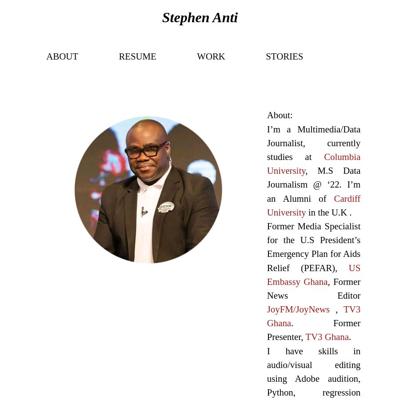 Stephen Anti
ABOUT RESUME WORK STORIES
About:
I'm a Multimedia/Data
Journalist, currently
studies at Columbia
University, M.S Data
Journalism @ '22. I'm
an Alumni of Cardiff
University in the U.K .
Former Media Specialist
for the U.S President's
Emergency Plan for Aids
Relief (PEFAR), US
Embassy Ghana, Former
News Editor
JoyFM/JoyNews , TV3
Ghana. Former
Presenter, TV3 Ghana.
I have skills in
audio/visual editing
using Adobe audition,
Python, regression